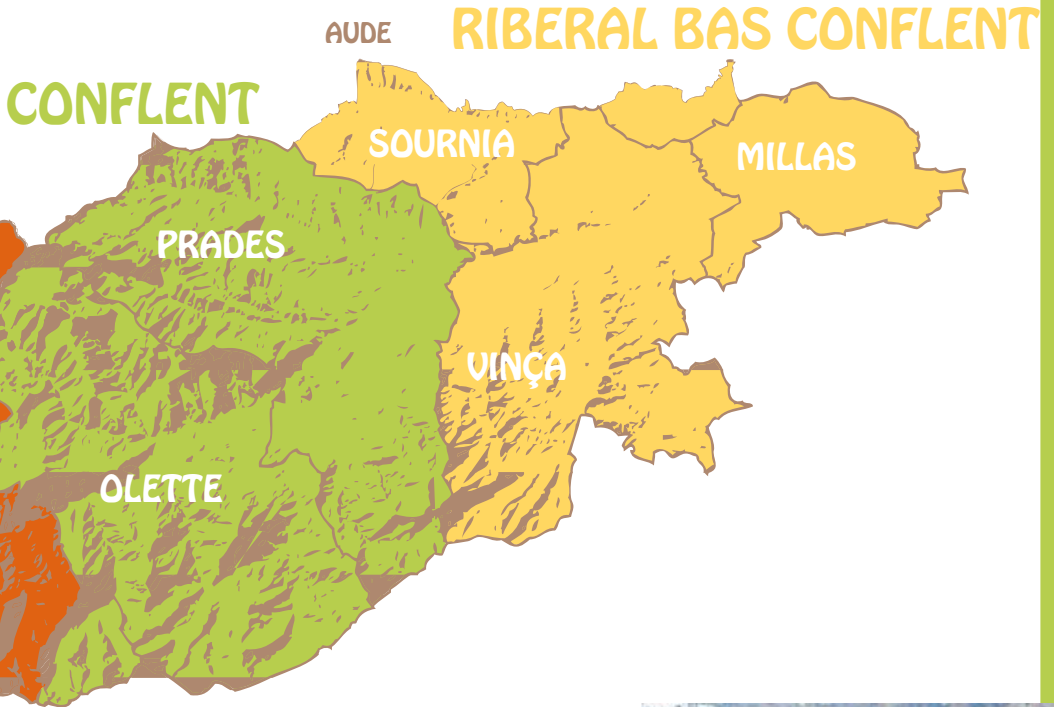 AUDE
RIBERAL BAS CONFLENT
CONFLENT
SOURNIA
MILLAS
PRADES
VINÇA
OLETTE